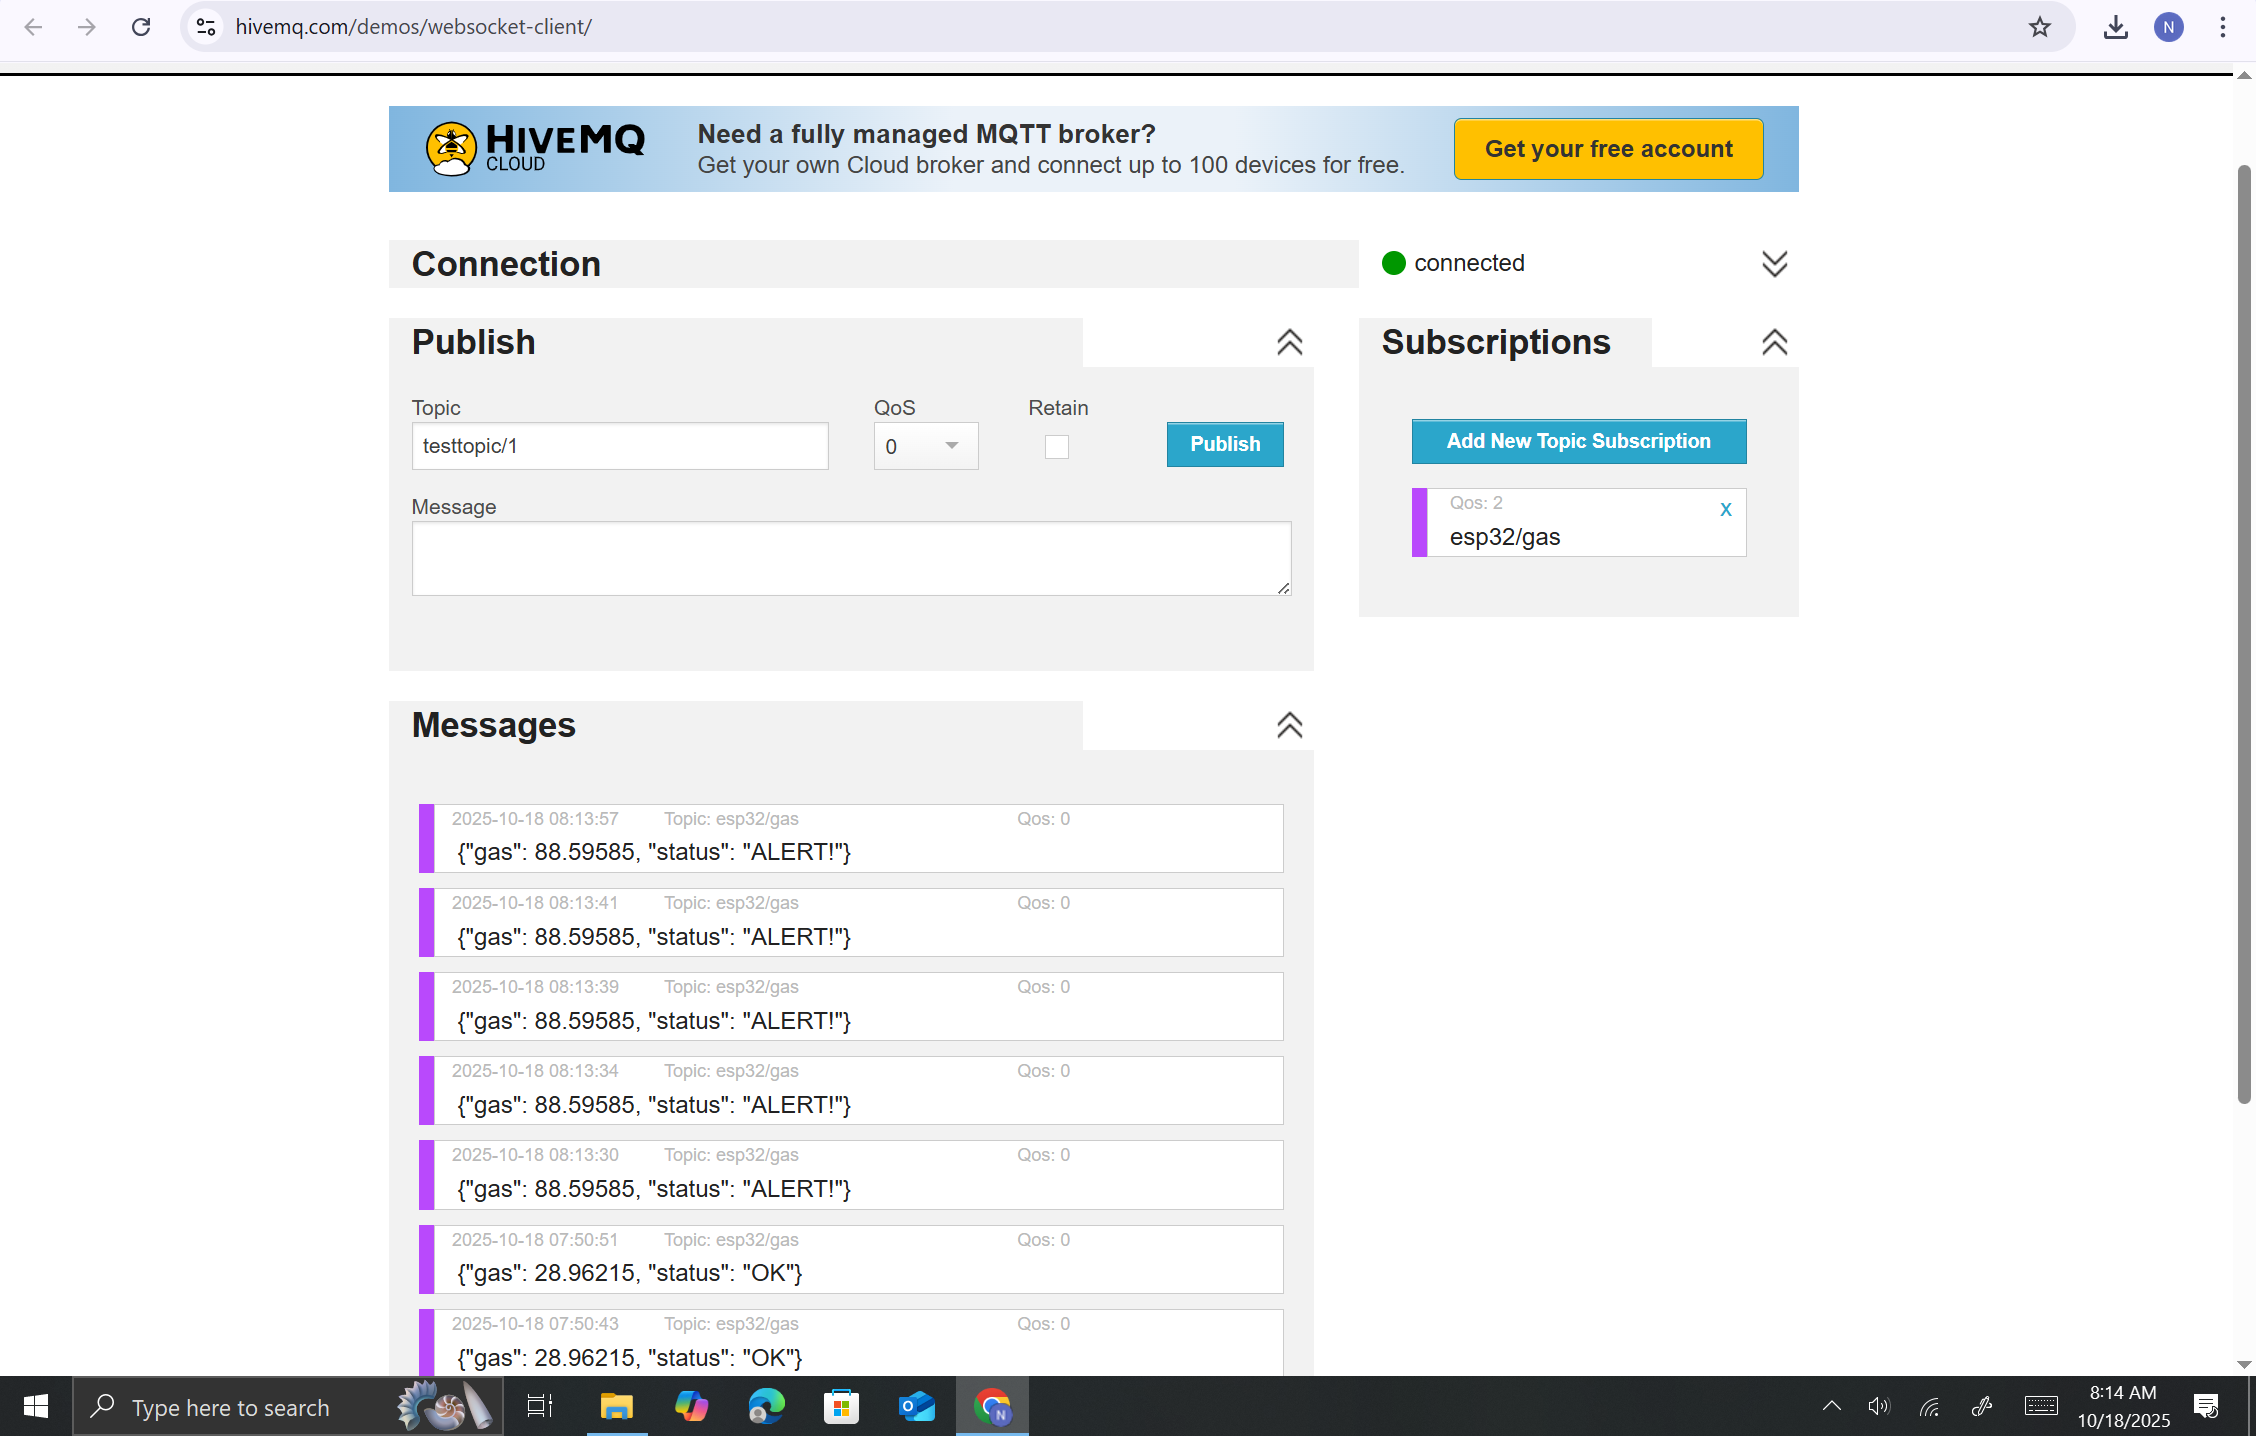 hivemq.com/demos/websocket-client/
N
HIVEMQ
CLOUD
Need a fully managed MQTT broker?
Get your own Cloud broker and connect up to 100 devices for free.
Get your free account
Connection
connected
Publish
Subscriptions
Topic
QoS
Retain
testtopic/1
0
Publish
Add New Topic Subscription
Message
Qos: 2
x
esp32/gas
Messages
2025-10-18 08:13:57 Topic: esp32/gas Qos: 0
{"gas": 88.59585, "status": "ALERT!"}
2025-10-18 08:13:41 Topic: esp32/gas Qos: 0
{"gas": 88.59585, "status": "ALERT!"}
2025-10-18 08:13:39 Topic: esp32/gas Qos: 0
{"gas": 88.59585, "status": "ALERT!"}
2025-10-18 08:13:34 Topic: esp32/gas Qos: 0
{"gas": 88.59585, "status": "ALERT!"}
2025-10-18 08:13:30 Topic: esp32/gas Qos: 0
{"gas": 88.59585, "status": "ALERT!"}
2025-10-18 07:50:51 Topic: esp32/gas Qos: 0
{"gas": 28.96215, "status": "OK"}
2025-10-18 07:50:43 Topic: esp32/gas Qos: 0
{"gas": 28.96215, "status": "OK"}
Type here to search
N
8:14 AM
10/18/2025